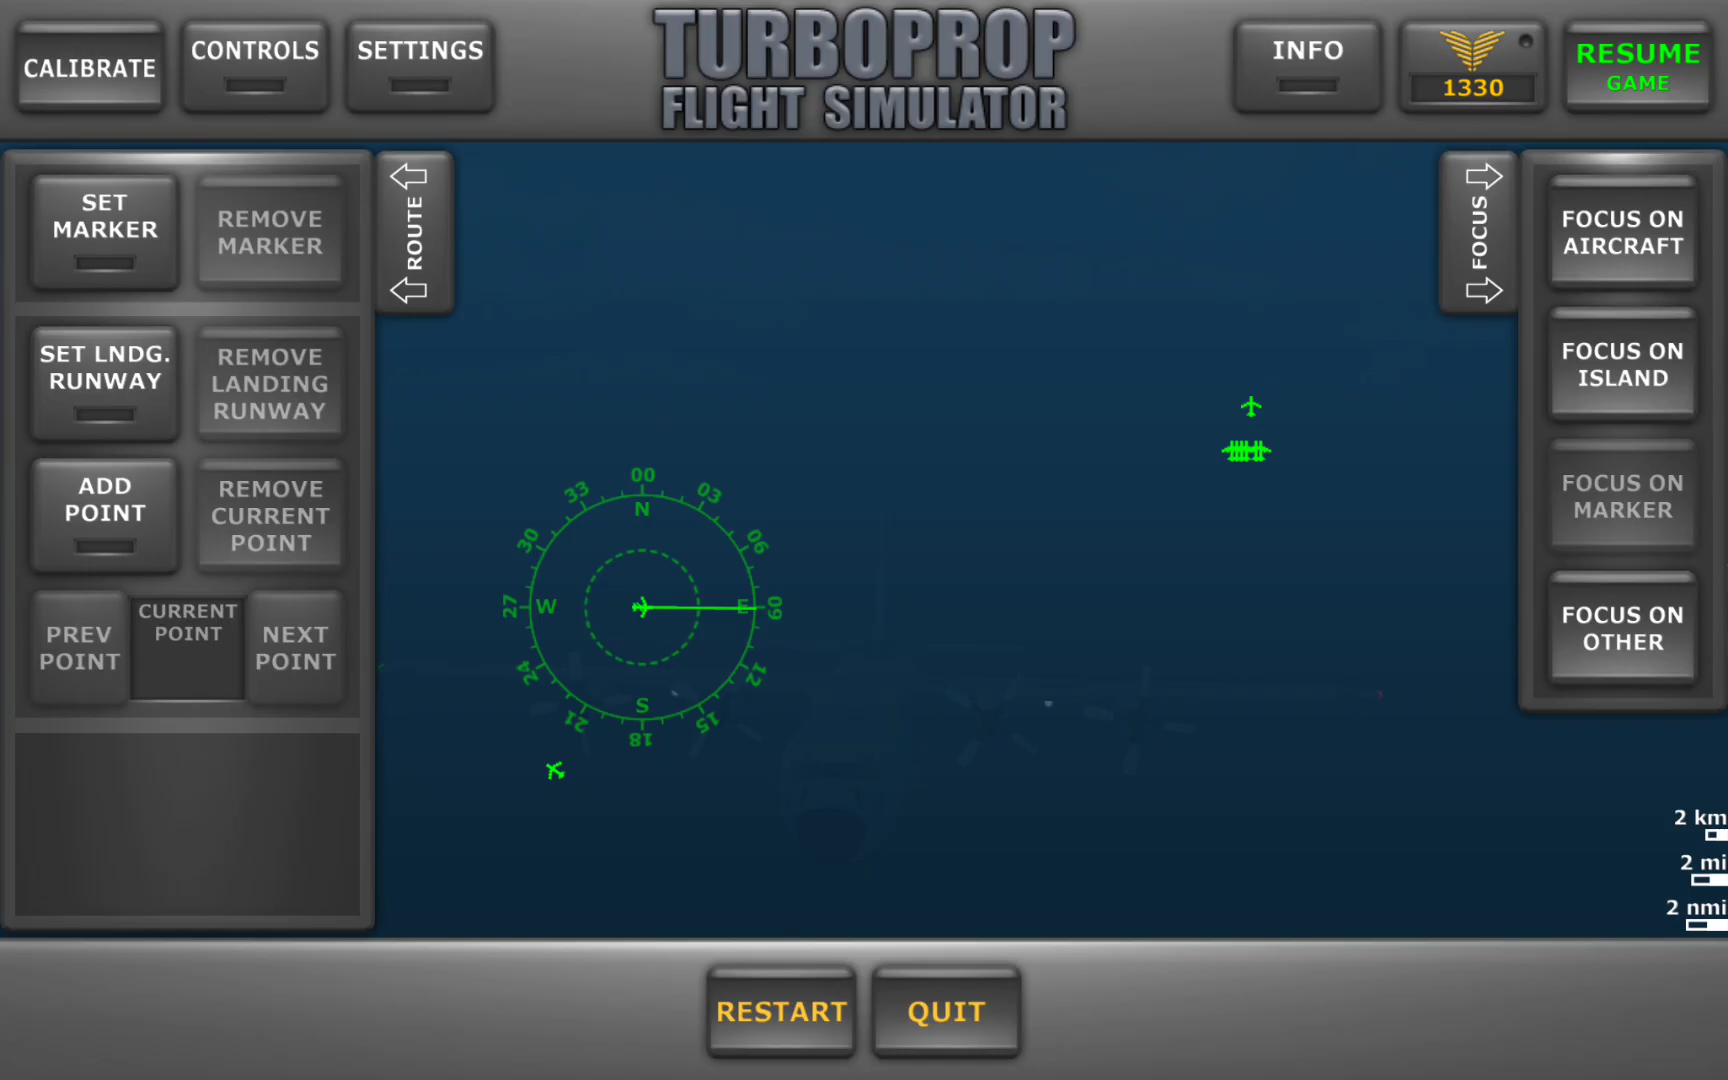 TURBOPROP
FLIGHT SIMULATOR
CALIBRATE
CONTROLS
SETTINGS
INFO
1330
RESUME
GAME
SET
MARKER
REMOVE
MARKER
ROUTE
SET LNDG.
RUNWAY
REMOVE
LANDING
RUNWAY
ADD
POINT
REMOVE
CURRENT
POINT
PREV
POINT
CURRENT
POINT
NEXT
POINT
00
03
06
09
12
15
18
21
24
27
30
33
N
E
S
W
FOCUS
FOCUS ON
AIRCRAFT
FOCUS ON
ISLAND
FOCUS ON
MARKER
FOCUS ON
OTHER
2 km
2 mi
2 nmi
RESTART
QUIT